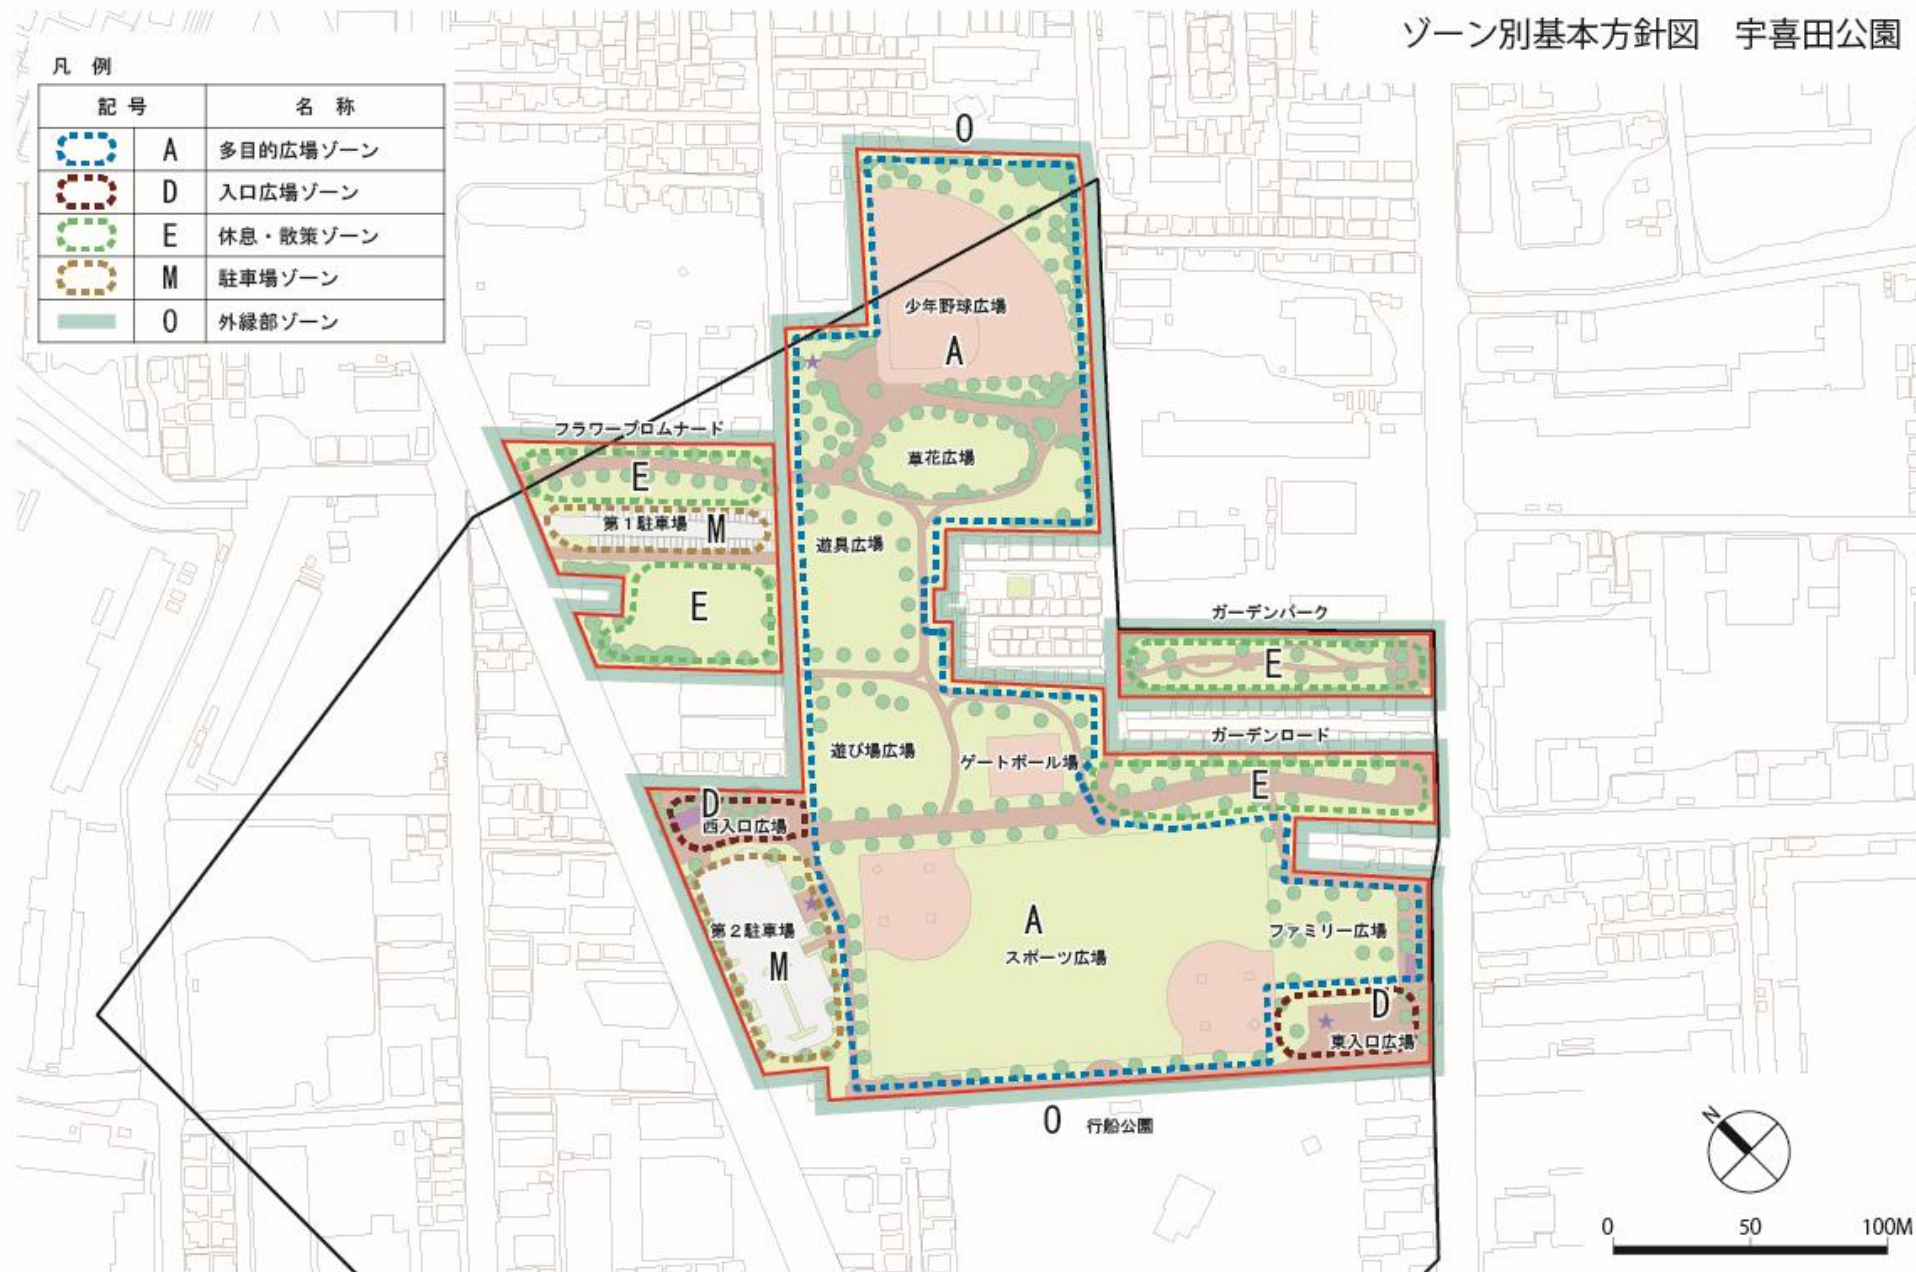 ゾーン別基本方針図　宇喜田公園
凡 例
記 号　名 称
A　多目的広場ゾーン
D　入口広場ゾーン
E　休息・散策ゾーン
M　駐車場ゾーン
O　外縁部ゾーン
O
少年野球広場
A
フラワープロムナード
E
草花広場
第１駐車場　M
遊具広場
E
ガーデンパーク
E
ガーデンロード
E
遊び場広場
ゲートボール場
D
西入口広場
A
スポーツ広場
ファミリー広場
第２駐車場
M
D
東入口広場
O　行船公園
N
0　50　100M